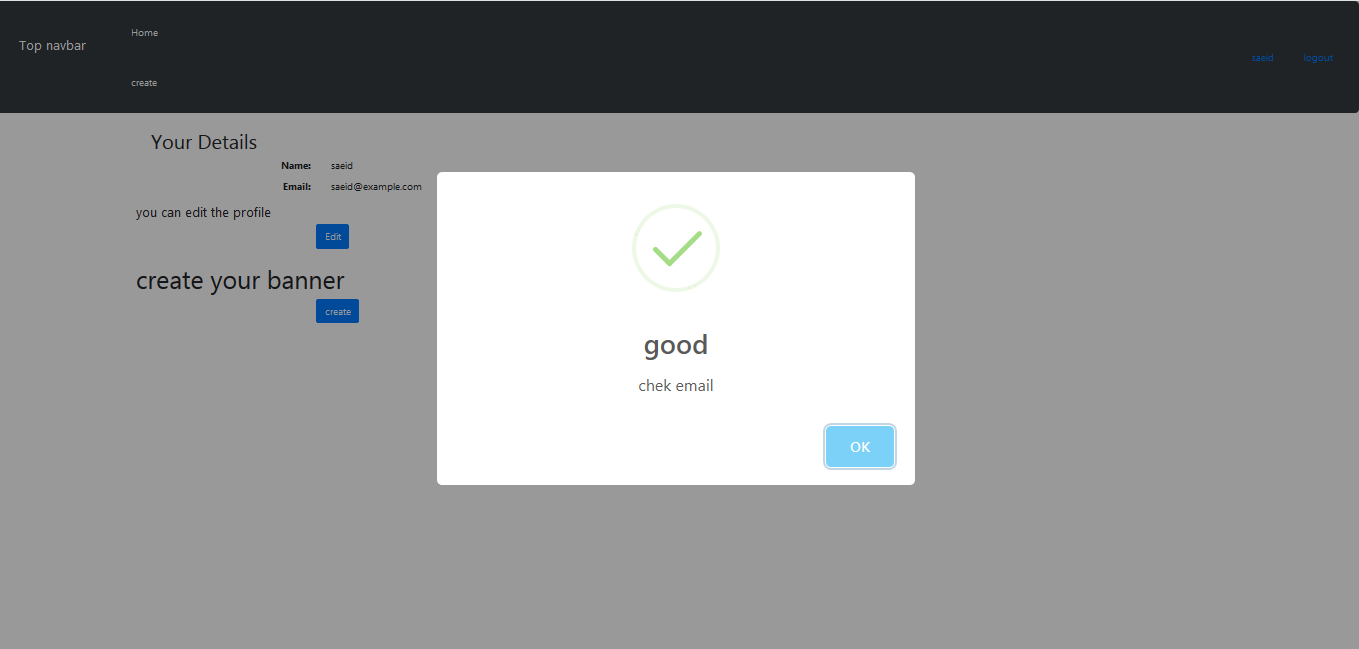 Top navbar
Home
create
saeid
logout
Your Details
Name: saeid
Email: saeid@example.com
you can edit the profile
Edit
create your banner
create
good
chek email
OK